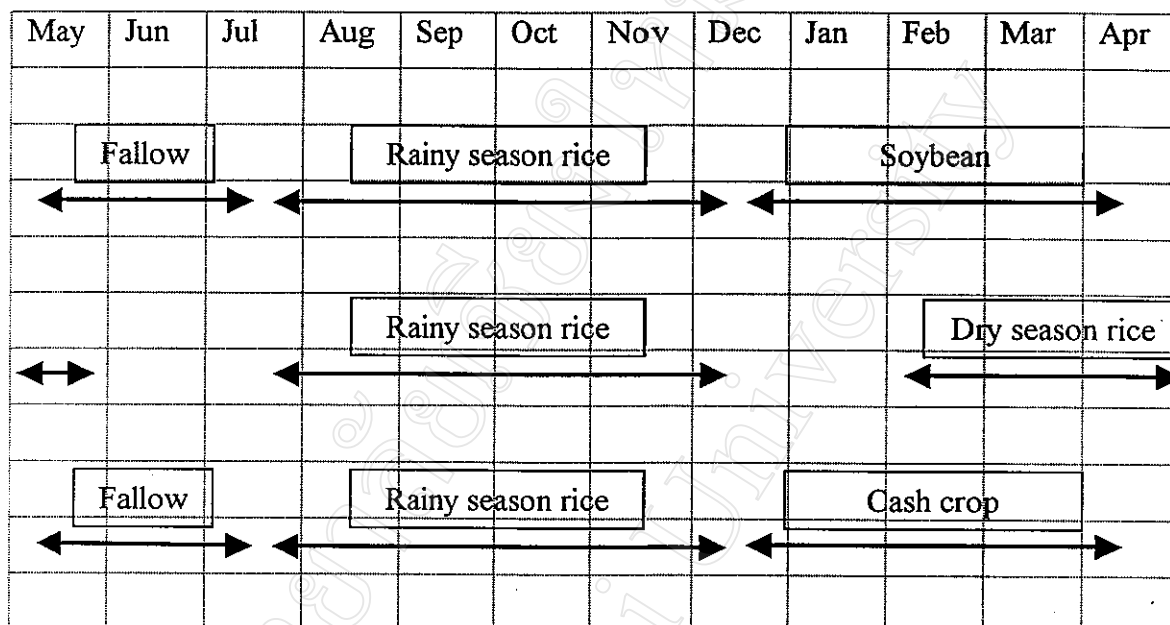 May Jun Jul Aug Sep Oct Nov Dec Jan Feb Mar Apr
Fallow Rainy season rice Soybean
Rainy season rice Dry season rice
Fallow Rainy season rice Cash crop
University